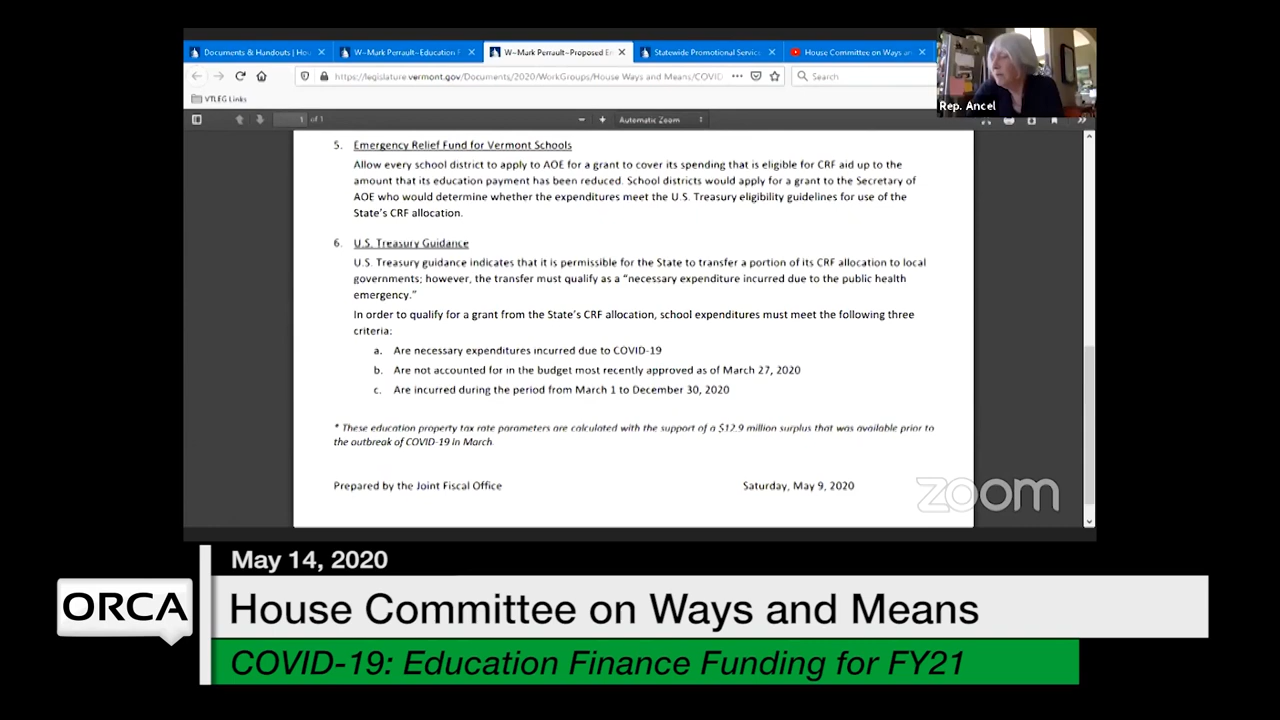 Documents & Handouts | Ho
W~Mark Perrault~Education F
W~Mark Perrault~Proposed Em
Statewide Promotional Servic
House Committee on Ways an
https://legislature.vermont.gov/Documents/2020/WorkGroups/House Ways and Means/COVID
Search
VTLEG Links
Rep. Ancel
1 of 1
Automatic Zoom
5. Emergency Relief Fund for Vermont Schools
Allow every school district to apply to AOE for a grant to cover its spending that is eligible for CRF aid up to the
amount that its education payment has been reduced. School districts would apply for a grant to the Secretary of
AOE who would determine whether the expenditures meet the U.S. Treasury eligibility guidelines for use of the
State's CRF allocation.
6. U.S. Treasury Guidance
U.S. Treasury guidance indicates that it is permissible for the State to transfer a portion of its CRF allocation to local
governments; however, the transfer must qualify as a "necessary expenditure incurred due to the public health
emergency."
In order to qualify for a grant from the State's CRF allocation, school expenditures must meet the following three
criteria:
a. Are necessary expenditures incurred due to COVID-19
b. Are not accounted for in the budget most recently approved as of March 27, 2020
c. Are incurred during the period from March 1 to December 30, 2020
* These education property tax rate parameters are calculated with the support of a $12.9 million surplus that was available prior to
the outbreak of COVID-19 in March
Prepared by the Joint Fiscal Office
Saturday, May 9, 2020
zoom
May 14, 2020
ORCA
House Committee on Ways and Means
COVID-19: Education Finance Funding for FY21